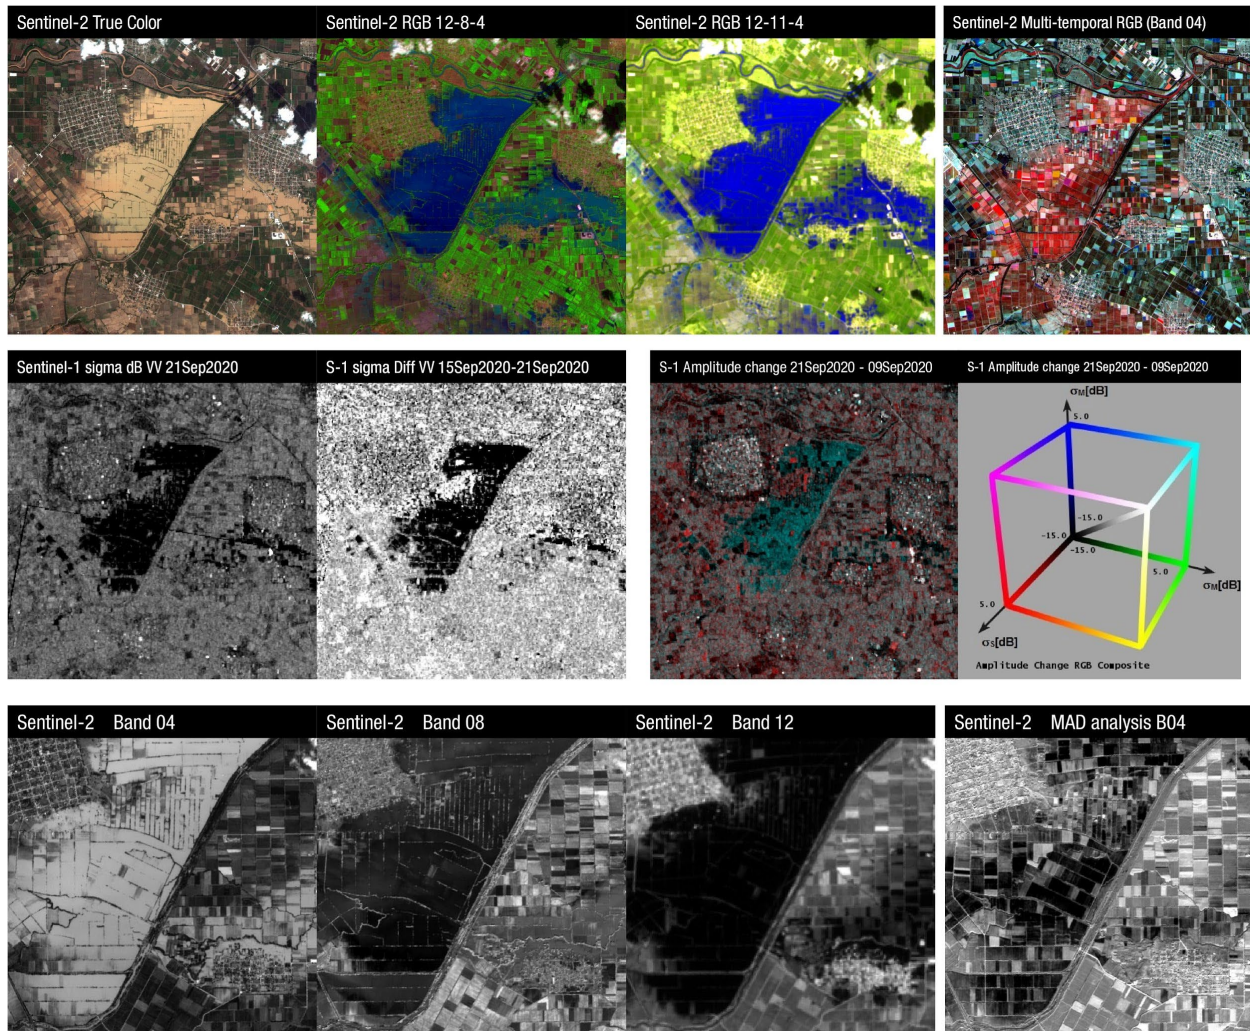 Sentinel-2 True Color
Sentinel-2 RGB 12-8-4
Sentinel-2 RGB 12-11-4
Sentinel-2 Multi-temporal RGB (Band 04)
Sentinel-1 sigma dB VV 21Sep2020
S-1 sigma Diff VV 15Sep2020-21Sep2020
S-1 Amplitude change 21Sep2020 - 09Sep2020
S-1 Amplitude change 21Sep2020 - 09Sep2020
σM[dB]
5.0
-15.0
-15.0
-15.0
5.0
σM[dB]
5.0
σS[dB]
Amplitude Change RGB Composite
Sentinel-2 Band 04
Sentinel-2 Band 08
Sentinel-2 Band 12
Sentinel-2 MAD analysis B04